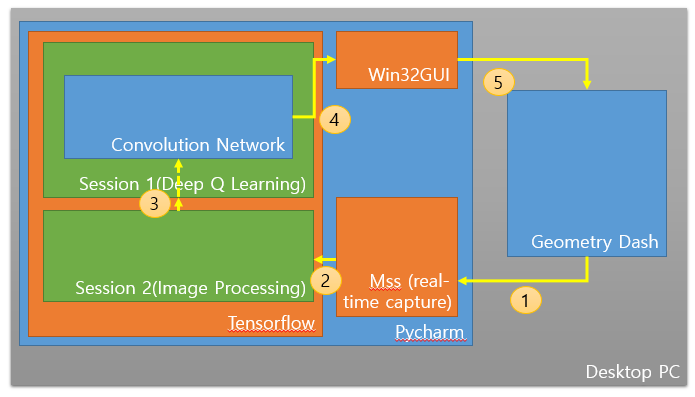 Win32GUI
5
4
Convolution Network
Session 1(Deep Q Learning)
3
Geometry Dash
Session 2(Image Processing)
2
Mss (real-
time capture)
1
Tensorflow
Pycharm
Desktop PC